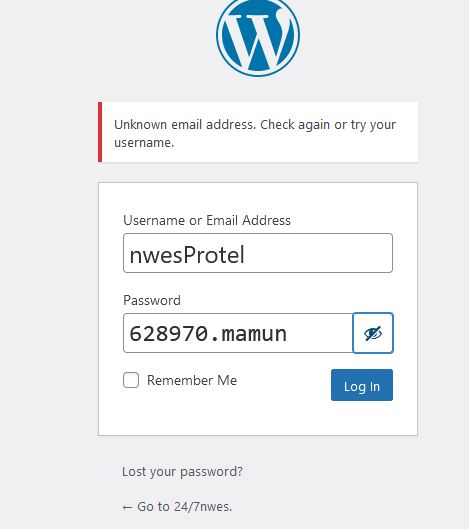 Unknown email address. Check again or try your
username.
Username or Email Address
nwesProtel
Password
628970.mamun
Remember Me
Log In
Lost your password?
← Go to 24/7nwes.